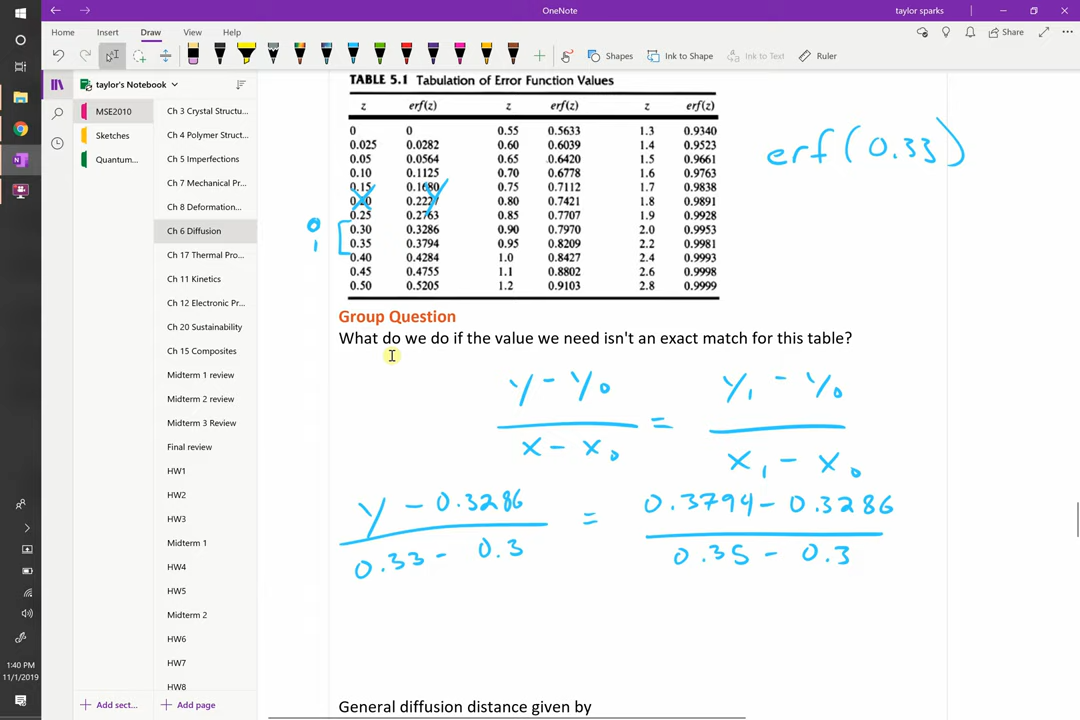 OneNote
taylor sparks
Home Insert Draw View Help
Share
Shapes Ink to Shape Ink to Text Ruler
taylor's Notebook
MSE2010
Sketches
Quantum...
Ch 3 Crystal Structu...
Ch 4 Polymer Struct...
Ch 5 Imperfections
Ch 7 Mechanical Pr...
Ch 8 Deformation...
Ch 6 Diffusion
Ch 17 Thermal Pro...
Ch 11 Kinetics
Ch 12 Electronic Pr...
Ch 20 Sustainability
Ch 15 Composites
Midterm 1 review
Midterm 2 review
Midterm 3 Review
Final review
HW1
HW2
HW3
Midterm 1
HW4
HW5
Midterm 2
HW6
HW7
HW8
Add sect...
Add page
1:40 PM
11/1/2019
TABLE 5.1 Tabulation of Error Function Values
z erf(z) z erf(z) z erf(z)
0 0 0.55 0.5633 1.3 0.9340
0.025 0.0282 0.60 0.6039 1.4 0.9523
0.05 0.0564 0.65 0.6420 1.5 0.9661
0.10 0.1125 0.70 0.6778 1.6 0.9763
0.15 0.1680 0.75 0.7112 1.7 0.9838
0.20 0.2227 0.80 0.7421 1.8 0.9891
0.25 0.2763 0.85 0.7707 1.9 0.9928
0.30 0.3286 0.90 0.7970 2.0 0.9953
0.35 0.3794 0.95 0.8209 2.2 0.9981
0.40 0.4284 1.0 0.8427 2.4 0.9993
0.45 0.4755 1.1 0.8802 2.6 0.9998
0.50 0.5205 1.2 0.9103 2.8 0.9999
x y
0
1
erf(0.33)
Group Question
What do we do if the value we need isn't an exact match for this table?
y - y₀ y₁ - y₀
=
x - x₀ x₁ - x₀
y - 0.3286 0.3794 - 0.3286
=
0.33 - 0.3 0.35 - 0.3
General diffusion distance given by